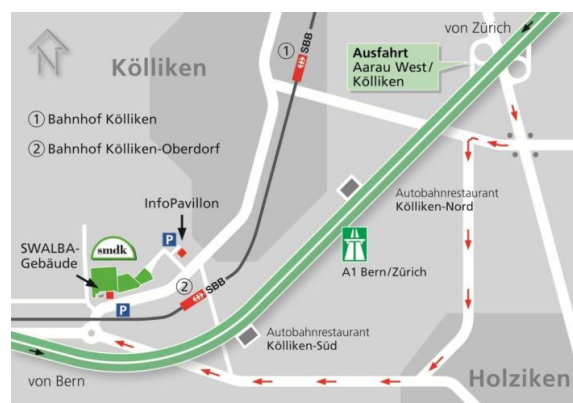 N
Kölliken
① Bahnhof Kölliken
② Bahnhof Kölliken-Oberdorf
① SBB
von Zürich
Ausfahrt
Aarau West/
Kölliken
InfoPavillon
P
smdk
SWALBA-
Gebäude
P
② SBB
Autobahnrestaurant
Kölliken-Nord
A1 Bern/Zürich
Autobahnrestaurant
Kölliken-Süd
von Bern
Holziken